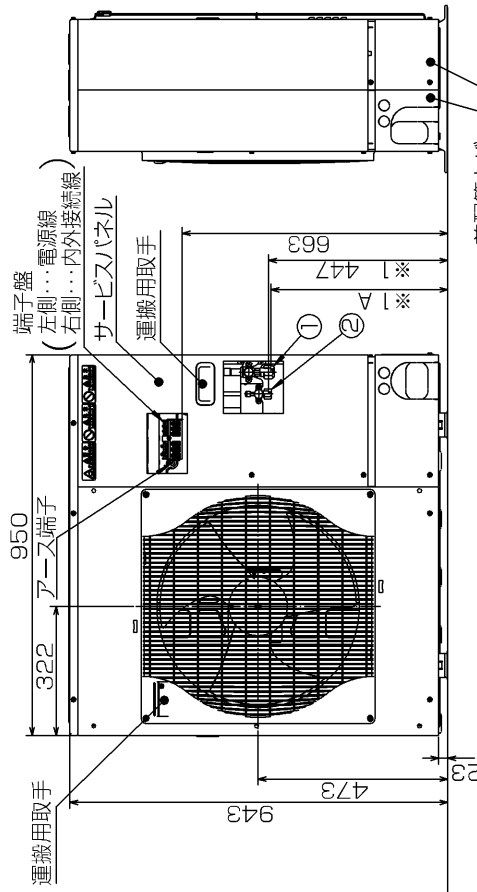 端子盤
左側・・・電源線
右側・・・内外接続線
サービスパネル
運搬用取手
アース端子
950
322
運搬用取手
663
※1 447
※1 A
①
②
943
473
23